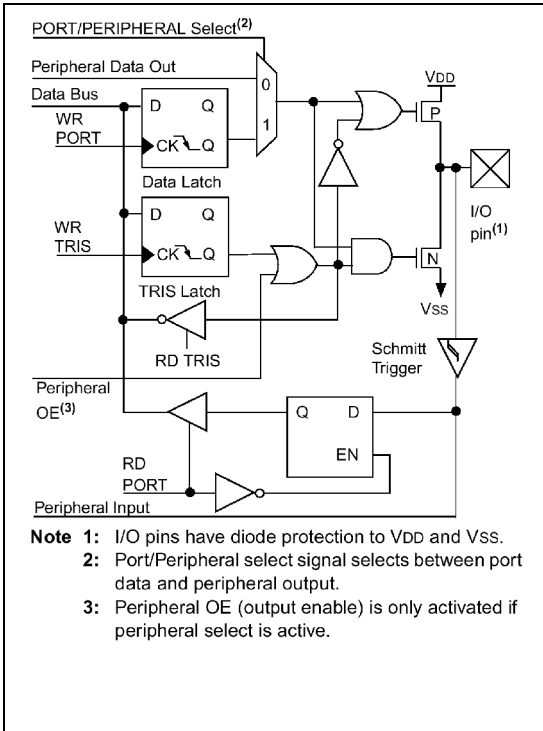 PORT/PERIPHERAL Select(2)
Peripheral Data Out
Data Bus
WR
PORT
D Q
CK Q
Data Latch
0
1
VDD
P
I/O
pin(1)
WR
TRIS
D Q
CK Q
TRIS Latch
N
VSS
RD TRIS
Schmitt
Trigger
Peripheral
OE(3)
Q D
EN
RD
PORT
Peripheral Input
Note 1: I/O pins have diode protection to VDD and VSS.
2: Port/Peripheral select signal selects between port
data and peripheral output.
3: Peripheral OE (output enable) is only activated if
peripheral select is active.